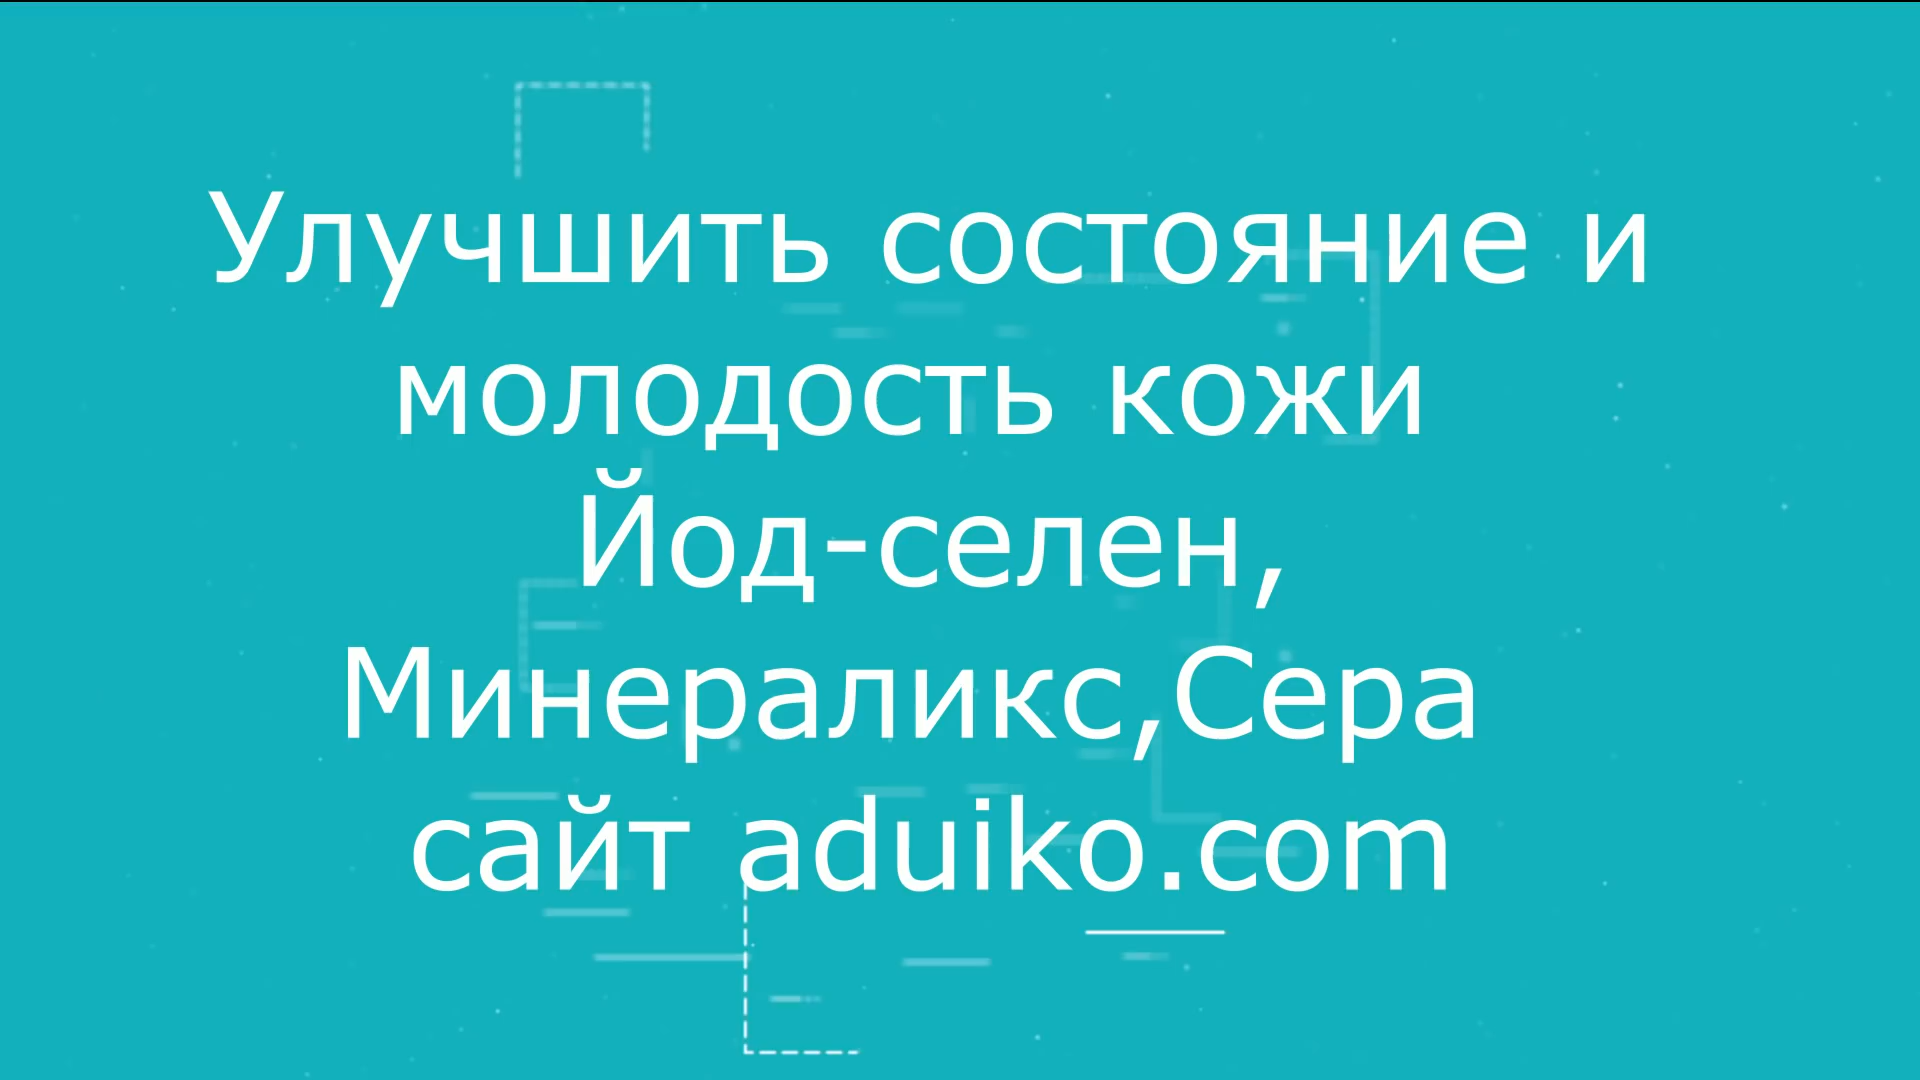 Улучшить состояние и
молодость кожи
Йод-селен,
Минераликс,Сера
сайт aduiko.com